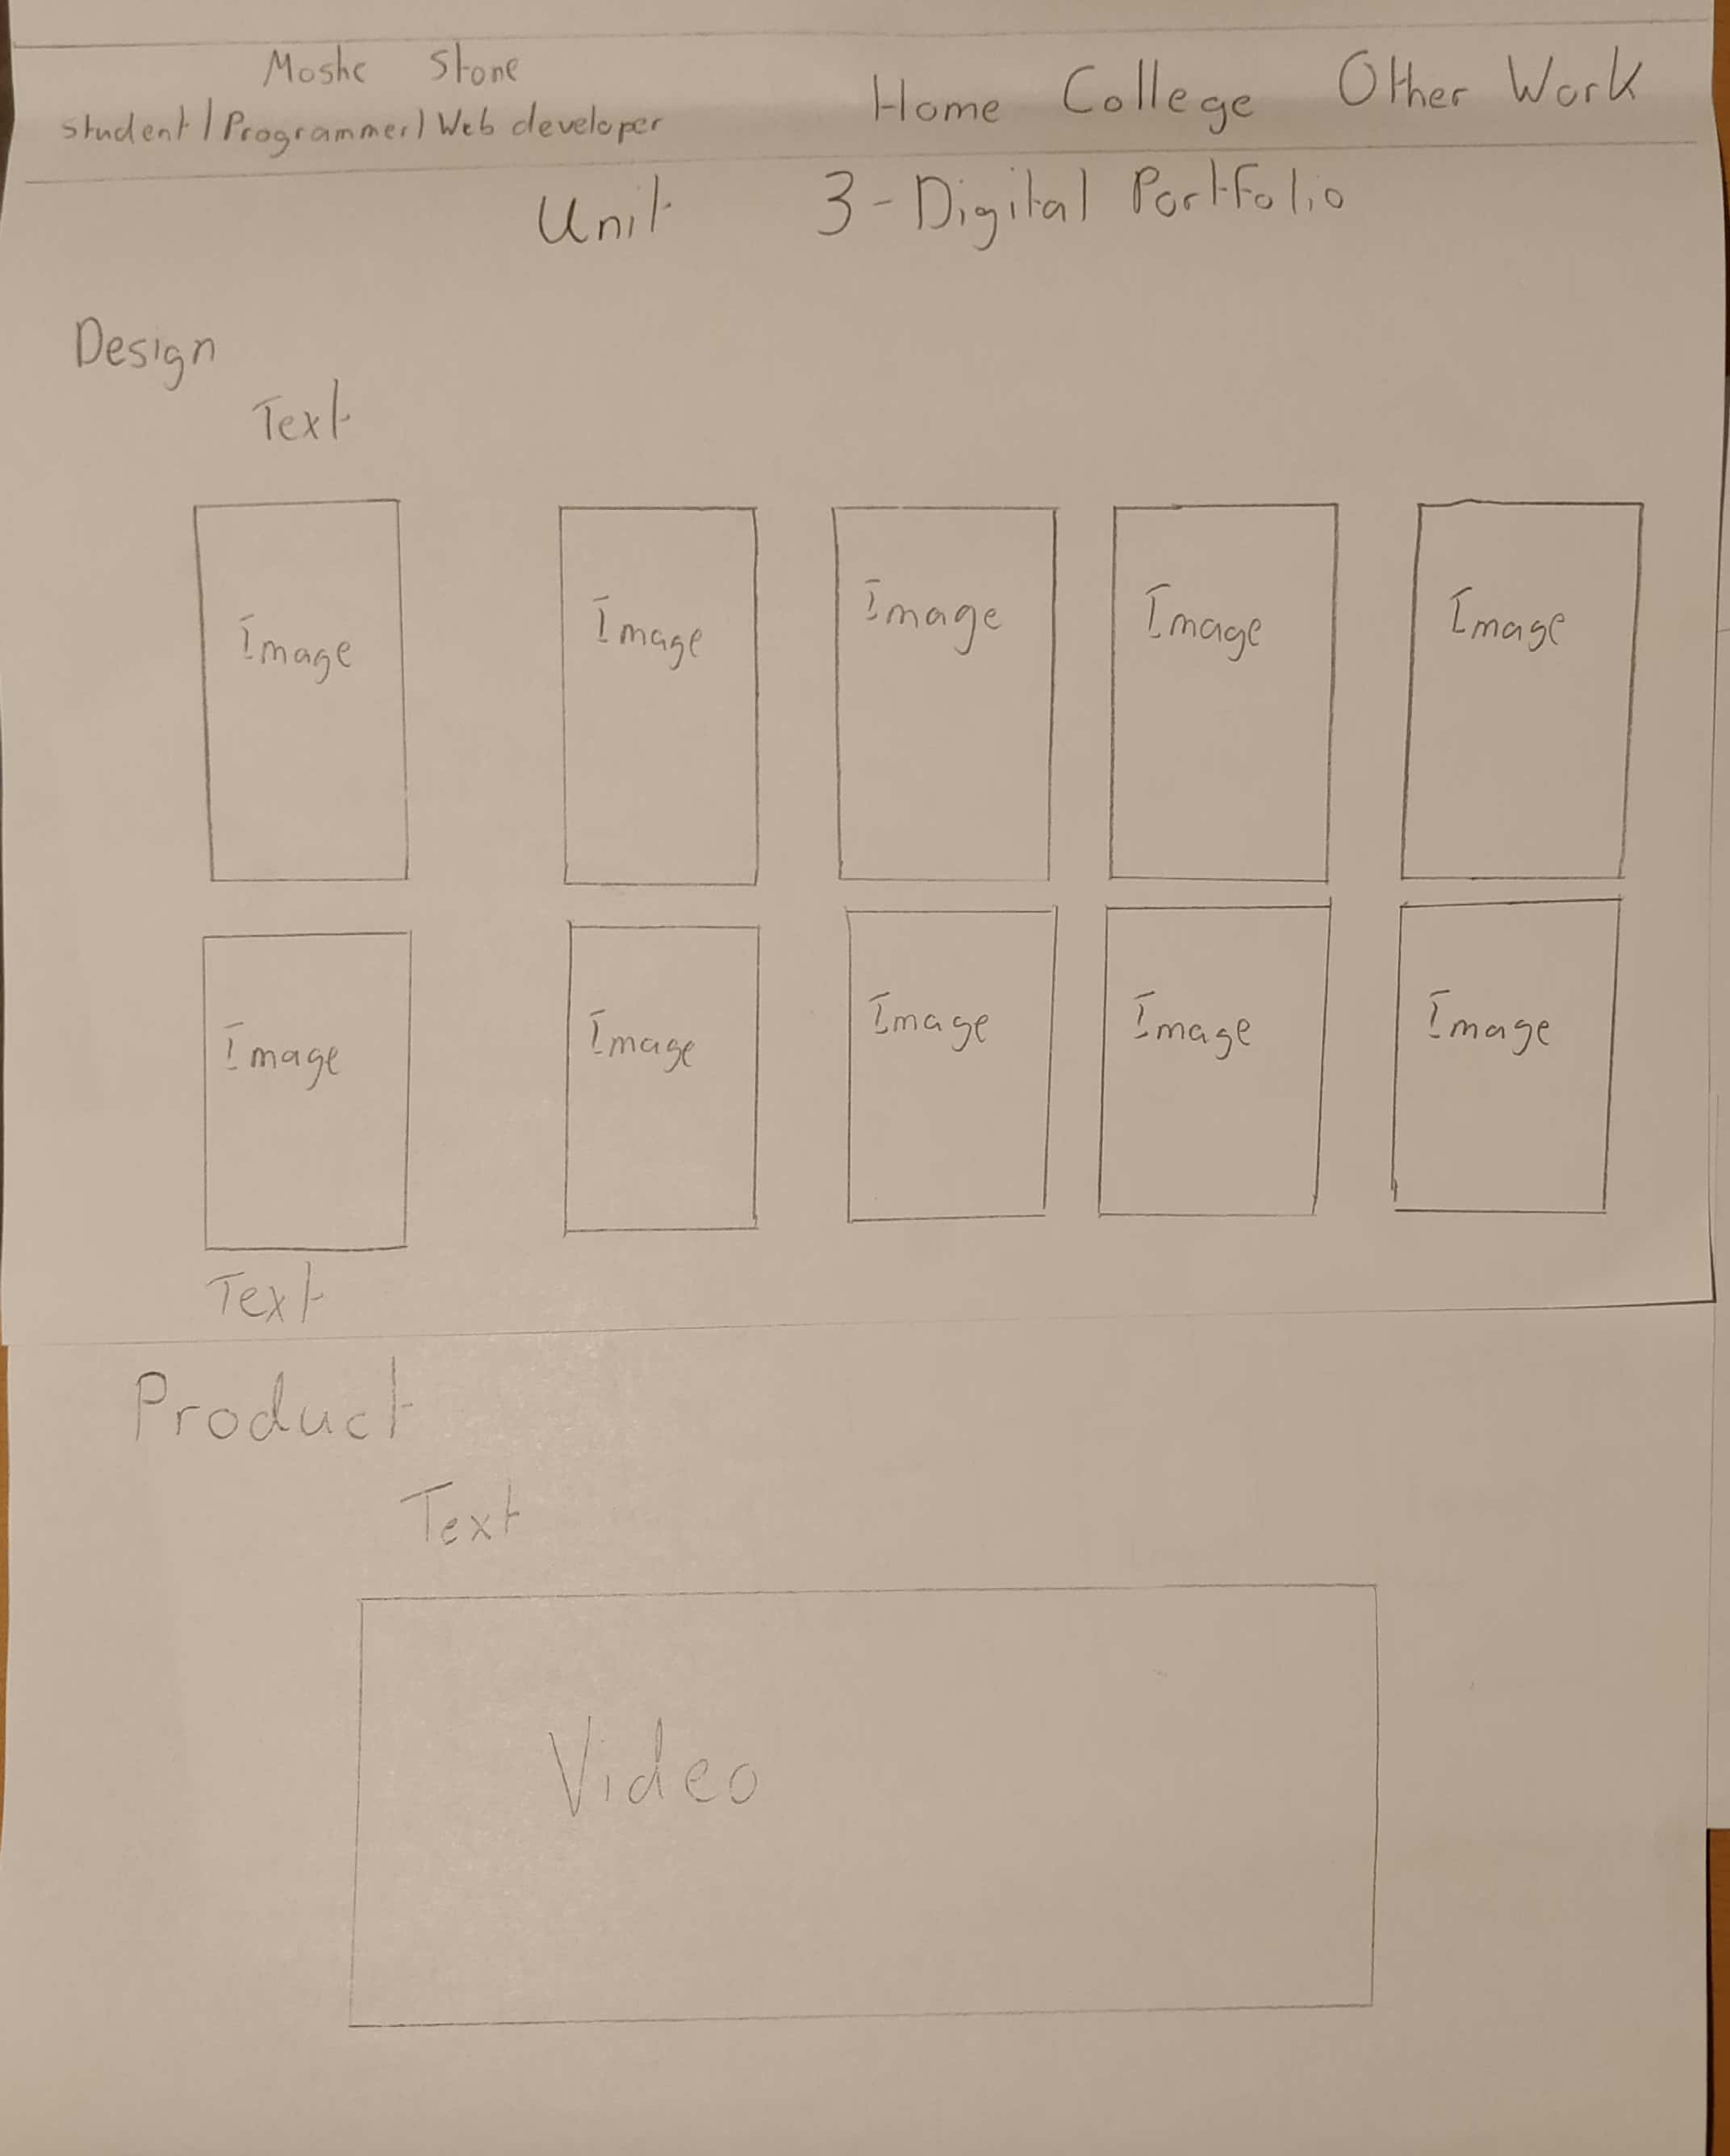 Moshe Stone
Student | Programmer | Web developer
Home College Other Work
Unit 3 - Digital Portfolio
Design
Text
Image Image Image Image Image
Image Image Image Image Image
Text
Product
Text
Video